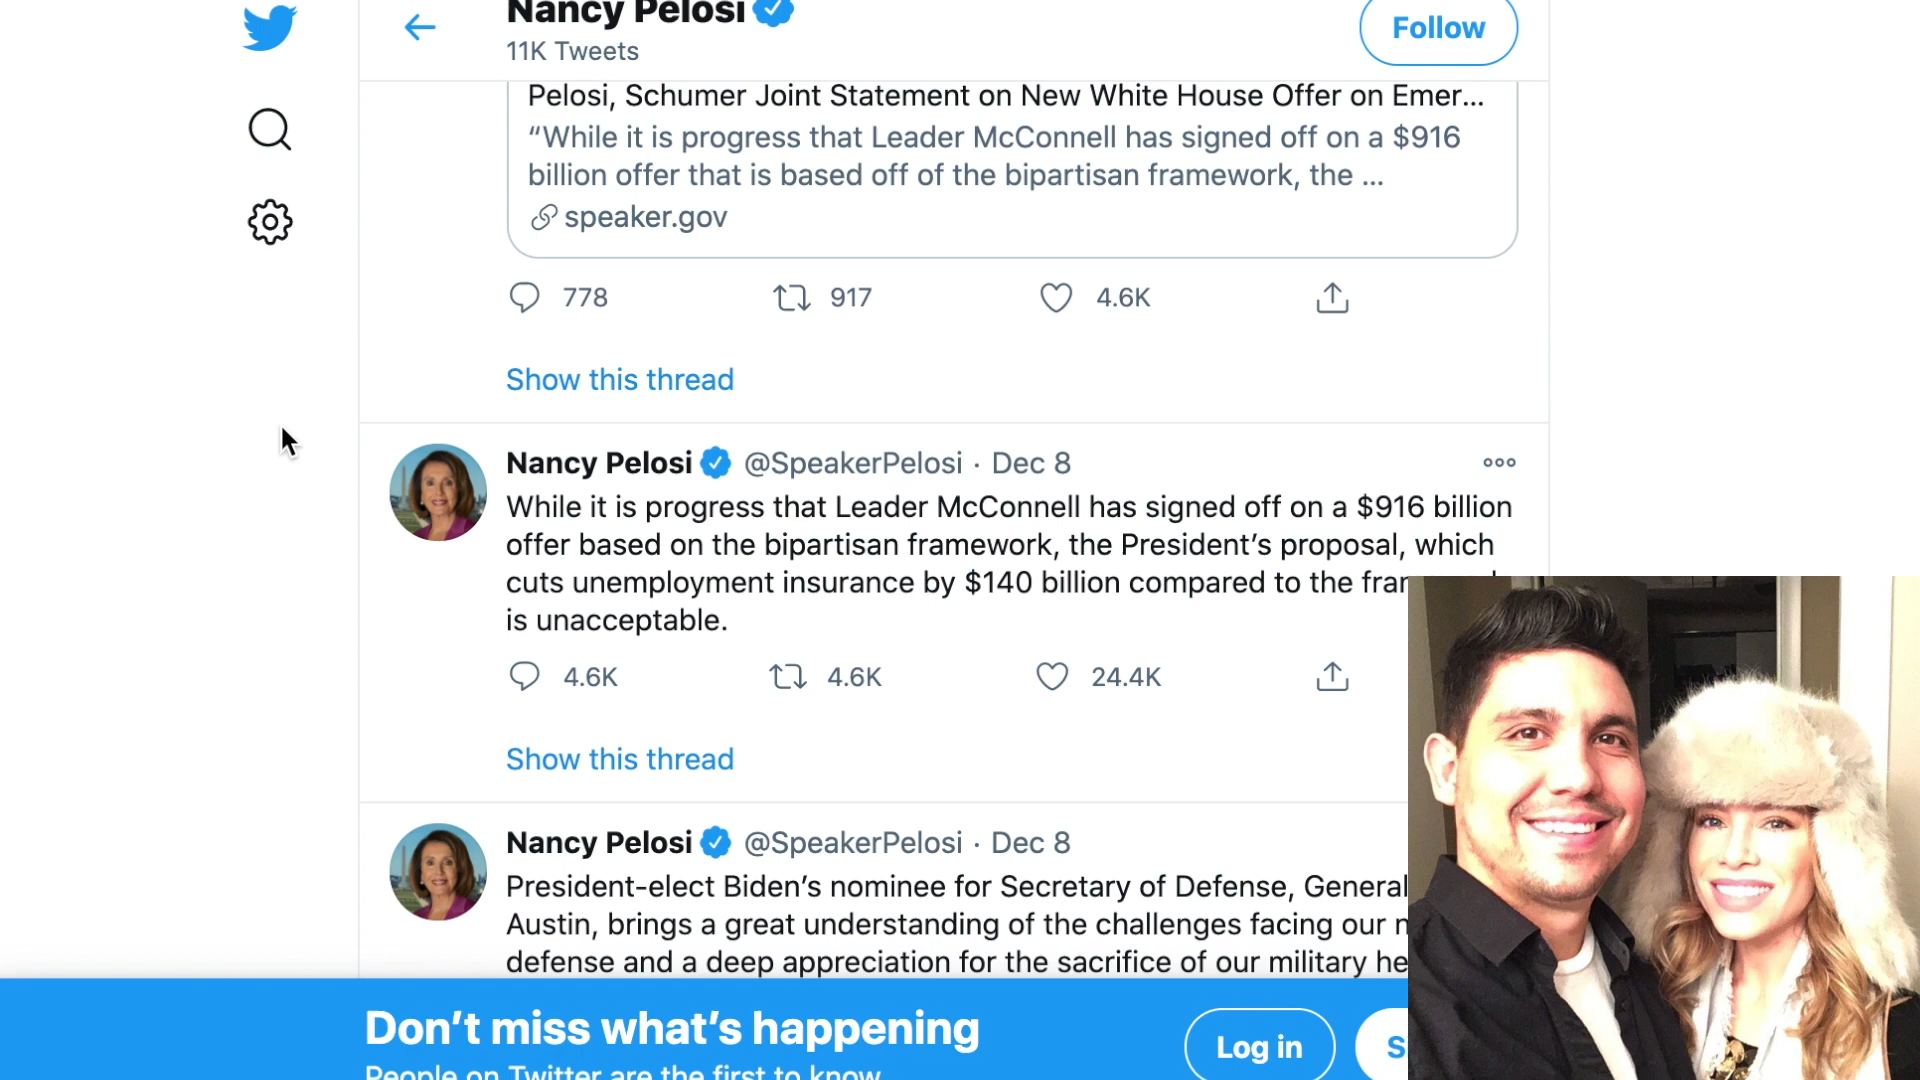 Nancy Pelosi
11K Tweets
Follow
Pelosi, Schumer Joint Statement on New White House Offer on Emer...
“While it is progress that Leader McConnell has signed off on a $916
billion offer that is based off of the bipartisan framework, the ...
speaker.gov
778 917 4.6K
Show this thread
Nancy Pelosi @SpeakerPelosi · Dec 8
While it is progress that Leader McConnell has signed off on a $916 billion
offer based on the bipartisan framework, the President’s proposal, which
cuts unemployment insurance by $140 billion compared to the
is unacceptable.
4.6K 4.6K 24.4K
Show this thread
Nancy Pelosi @SpeakerPelosi · Dec 8
President-elect Biden’s nominee for Secretary of Defense, General
Austin, brings a great understanding of the challenges facing our
defense and a deep appreciation for the sacrifice of our military
Don’t miss what’s happening
Log in
People on Twitter are the first to know.